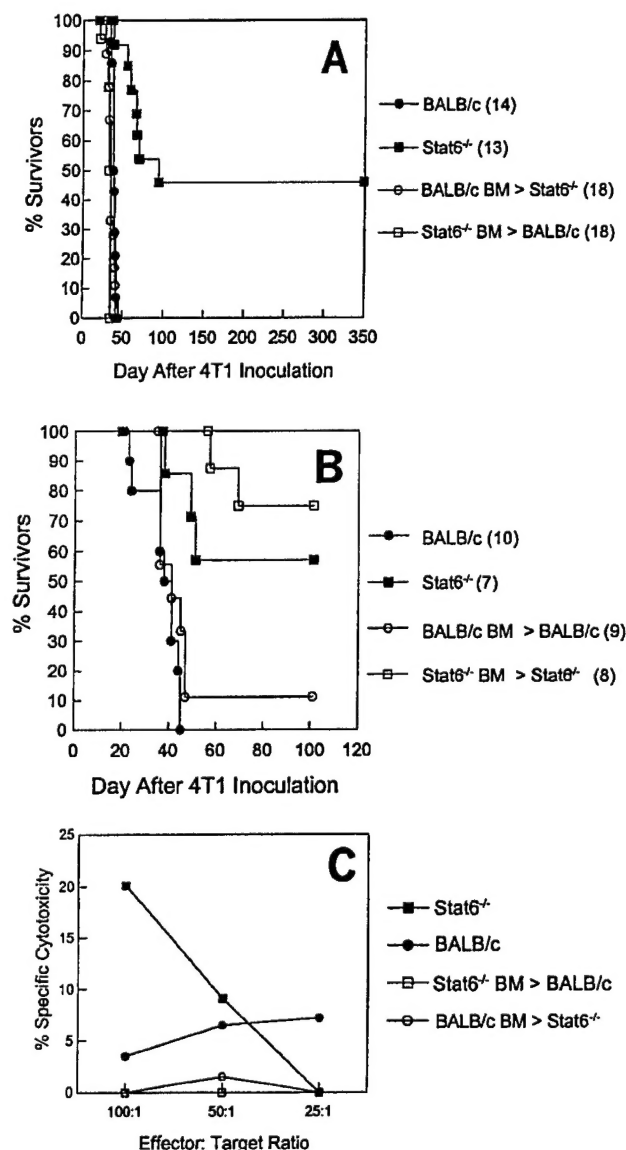 A
100
90
80
70
60
50
40
30
20
10
0
% Survivors
0 50 100 150 200 250 300 350
Day After 4T1 Inoculation
BALB/c (14)
Stat6-/- (13)
BALB/c BM > Stat6-/- (18)
Stat6-/- BM > BALB/c (18)
B
100
90
80
70
60
50
40
30
20
10
0
% Survivors
0 20 40 60 80 100 120
Day After 4T1 Inoculation
BALB/c (10)
Stat6-/- (7)
BALB/c BM > BALB/c (9)
Stat6-/- BM > Stat6-/- (8)
C
25
20
15
10
5
0
% Specific Cytotoxicity
100:1 50:1 25:1
Effector: Target Ratio
Stat6-/-
BALB/c
Stat6-/- BM > BALB/c
BALB/c BM > Stat6-/-